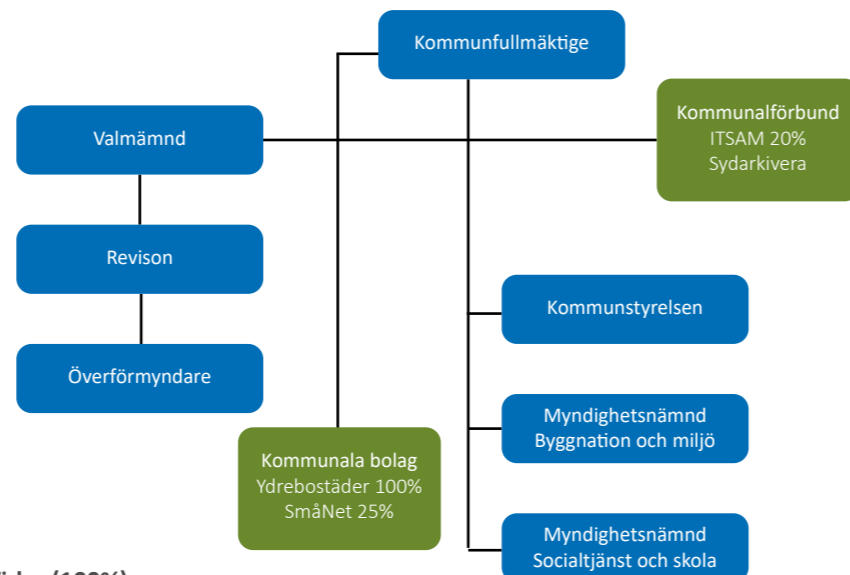 Kommunfullmäktige
Kommunalförbund
ITSAM 20%
Sydarkivera
Valmämnd
Revison
Överförmyndare
Kommunstyrelsen
Myndighetsnämnd
Byggnation och miljö
Kommunala bolag
Ydrebostäder 100%
SmåNet 25%
Myndighetsnämnd
Socialtjänst och skola
(100%)